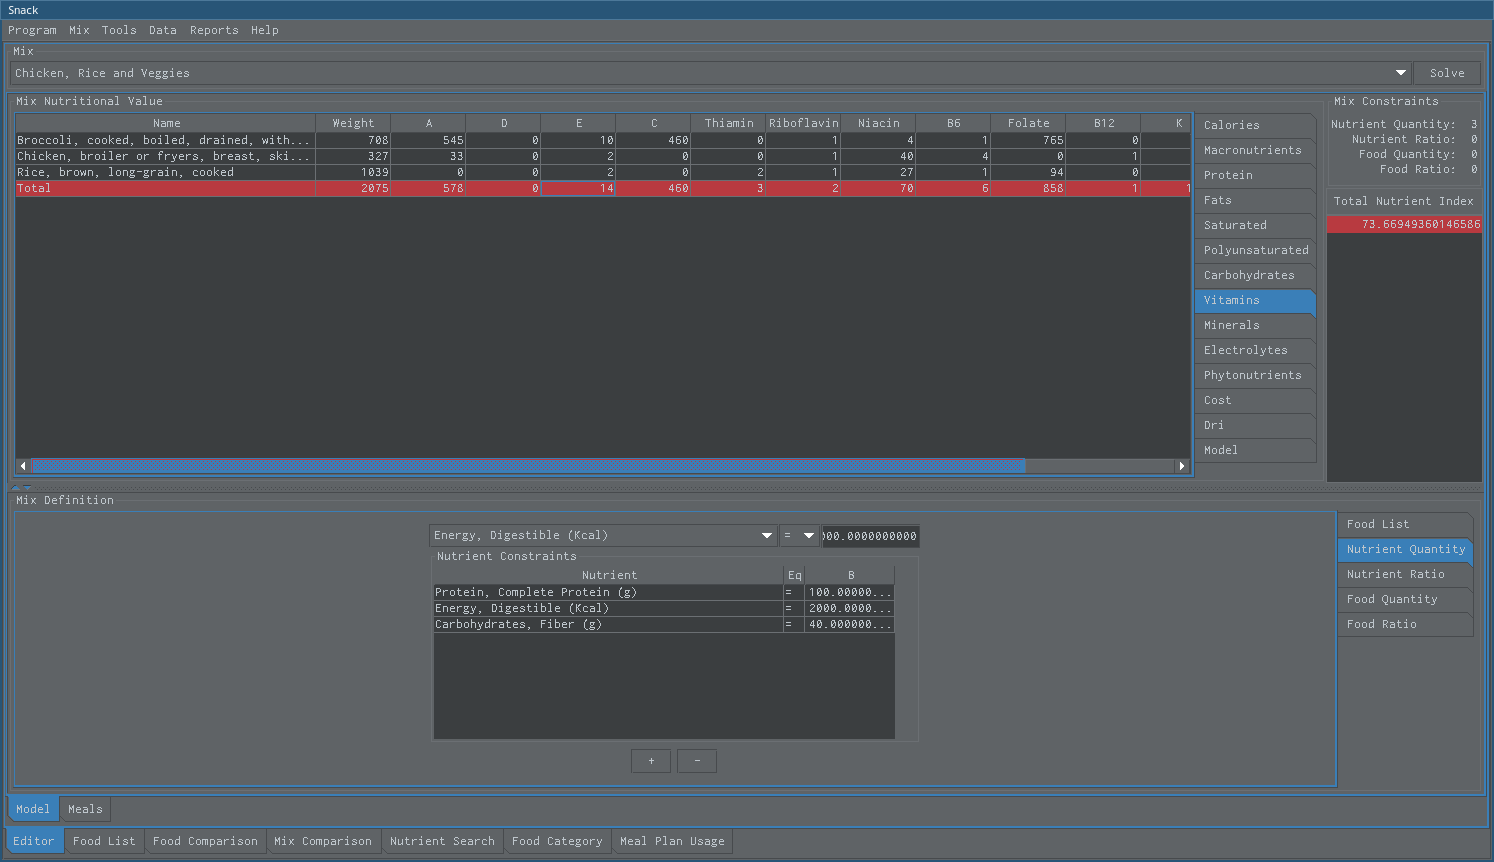 Snack
Program Mix Tools Data Reports Help
Mix
Chicken, Rice and Veggies Solve
Mix Nutritional Value
Name Weight A D E C Thiamin Riboflavin Niacin B6 Folate B12 K
Broccoli, cooked, boiled, drained, with... 708 545 0 10 460 0 1 4 1 765 0
Chicken, broiler or fryers, breast, ski... 327 33 0 2 0 0 1 40 4 0 1
Rice, brown, long-grain, cooked 1039 0 0 2 0 2 1 27 1 94 0
Total 2075 578 0 14 460 3 2 70 6 858 1 1
Calories
Macronutrients
Protein
Fats
Saturated
Polyunsaturated
Carbohydrates
Vitamins
Minerals
Electrolytes
Phytonutrients
Cost
Dri
Model
Mix Constraints
Nutrient Quantity: 3
Nutrient Ratio: 0
Food Quantity: 0
Food Ratio: 0
Total Nutrient Index
73.66949360146586
Mix Definition
Energy, Digestible (Kcal) = 00.0000000000
Nutrient Constraints
Nutrient Eq B
Protein, Complete Protein (g) = 100.00000...
Energy, Digestible (Kcal) = 2000.0000...
Carbohydrates, Fiber (g) = 40.000000...
+ -
Food List
Nutrient Quantity
Nutrient Ratio
Food Quantity
Food Ratio
Model Meals
Editor Food List Food Comparison Mix Comparison Nutrient Search Food Category Meal Plan Usage